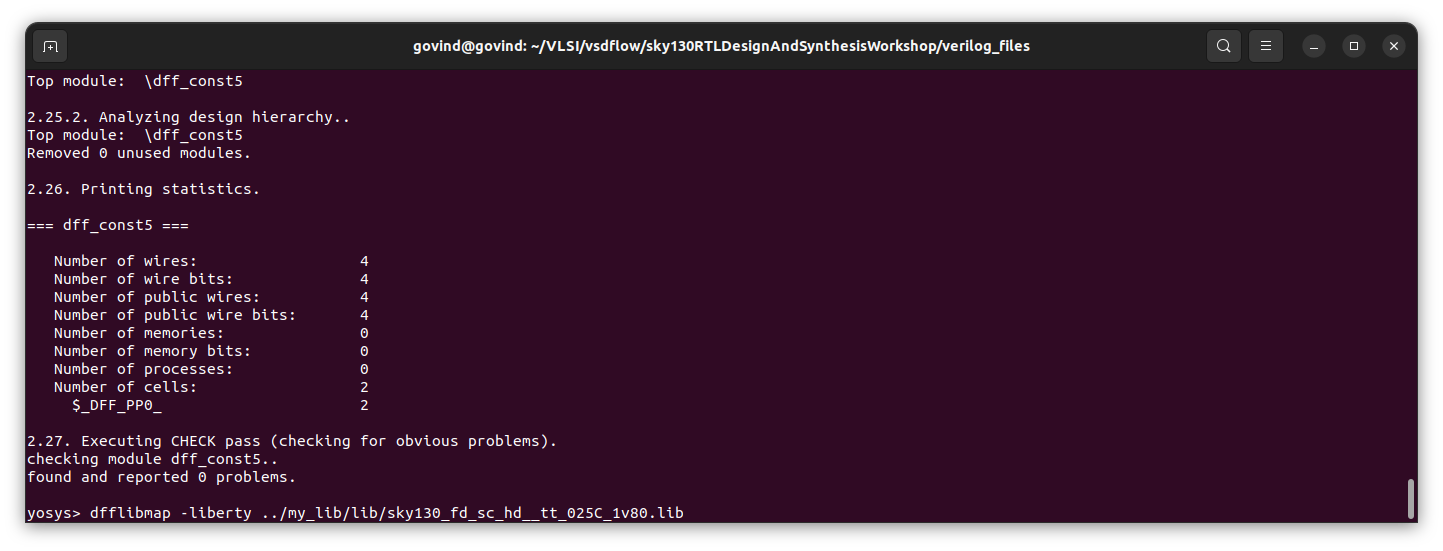 govind@govind: ~/VLSI/vsdflow/sky130RTLDesignAndSynthesisWorkshop/verilog_files
Top module:  \dff_const5
2.25.2. Analyzing design hierarchy..
Top module:  \dff_const5
Removed 0 unused modules.
2.26. Printing statistics.
=== dff_const5 ===
   Number of wires:                  4
   Number of wire bits:              4
   Number of public wires:           4
   Number of public wire bits:       4
   Number of memories:               0
   Number of memory bits:            0
   Number of processes:              0
   Number of cells:                  2
     $_DFF_PP0_                      2
2.27. Executing CHECK pass (checking for obvious problems).
checking module dff_const5..
found and reported 0 problems.
yosys> dfflibmap -liberty ../my_lib/lib/sky130_fd_sc_hd__tt_025C_1v80.lib